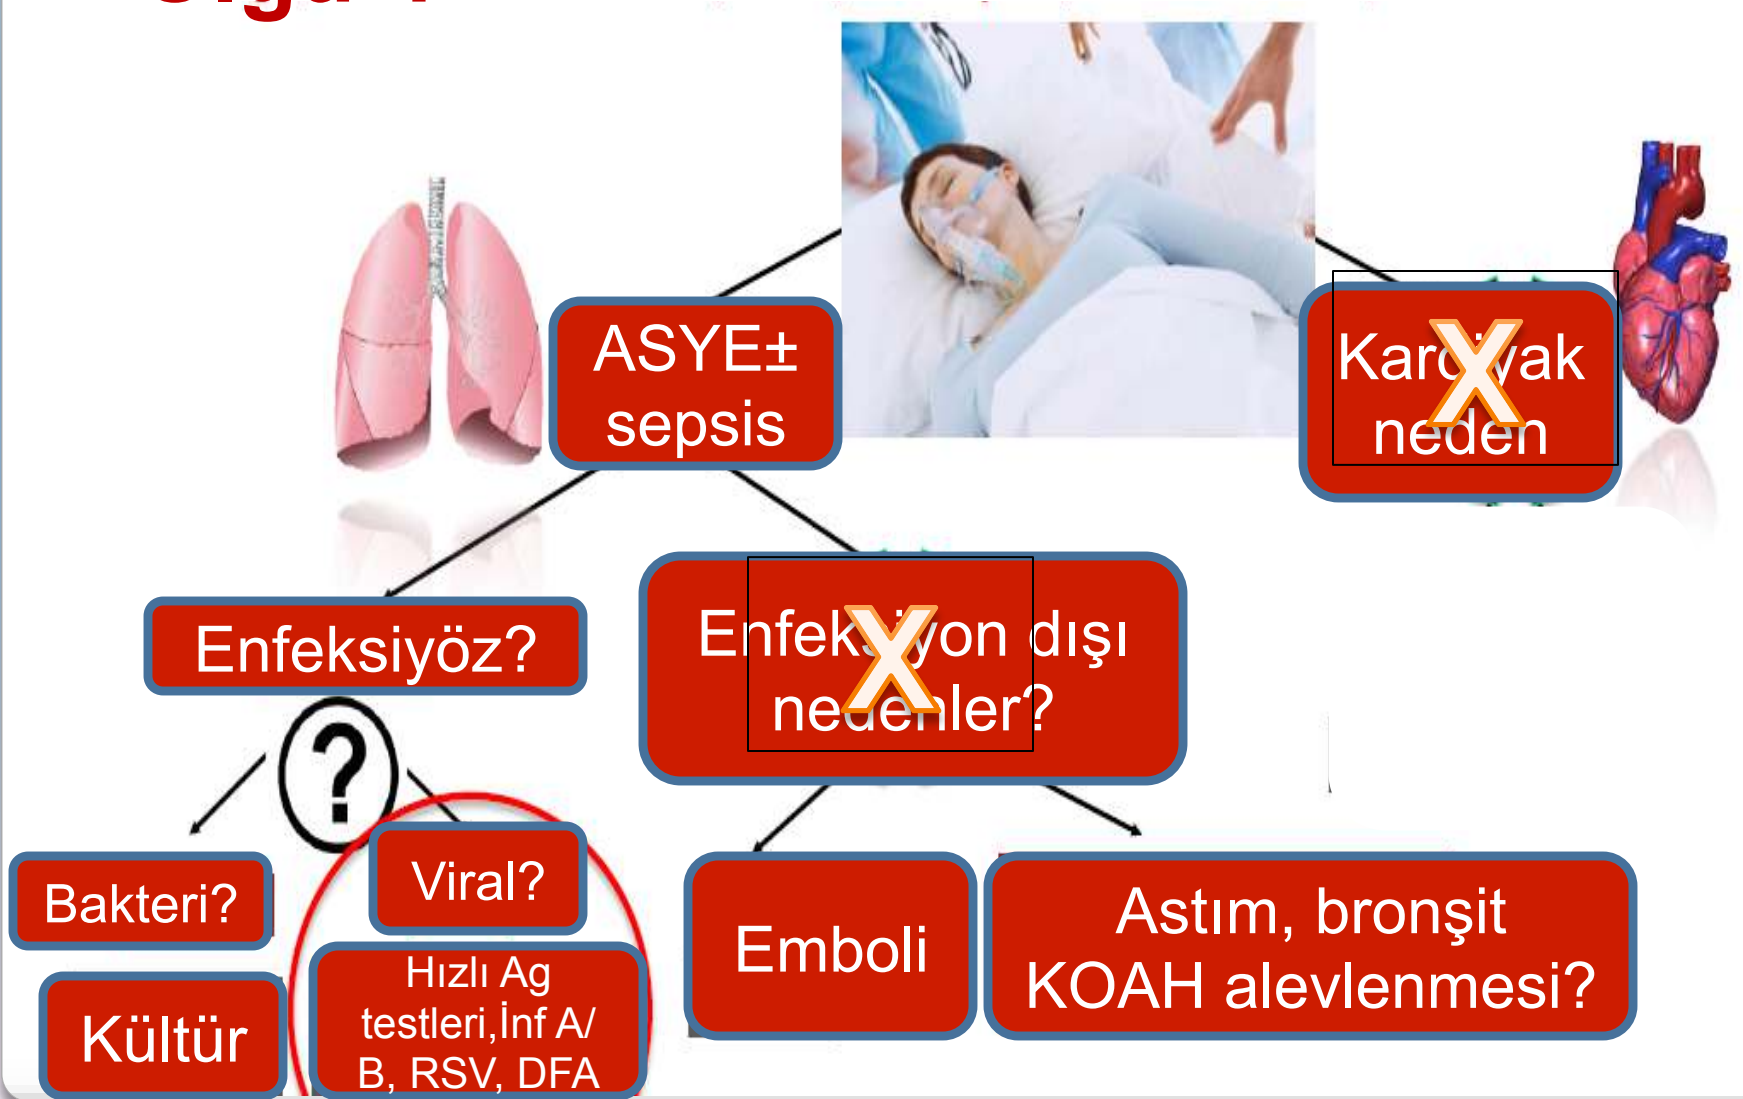 ASYE±
sepsis
Kardiyak
neden
X
Enfeksiyöz?
Enfeksiyon dışı
nedenler?
X
?
Bakteri?
Viral?
Kültür
Hızlı Ag
testleri,İnf A/
B, RSV, DFA
Emboli
Astım, bronşit
KOAH alevlenmesi?